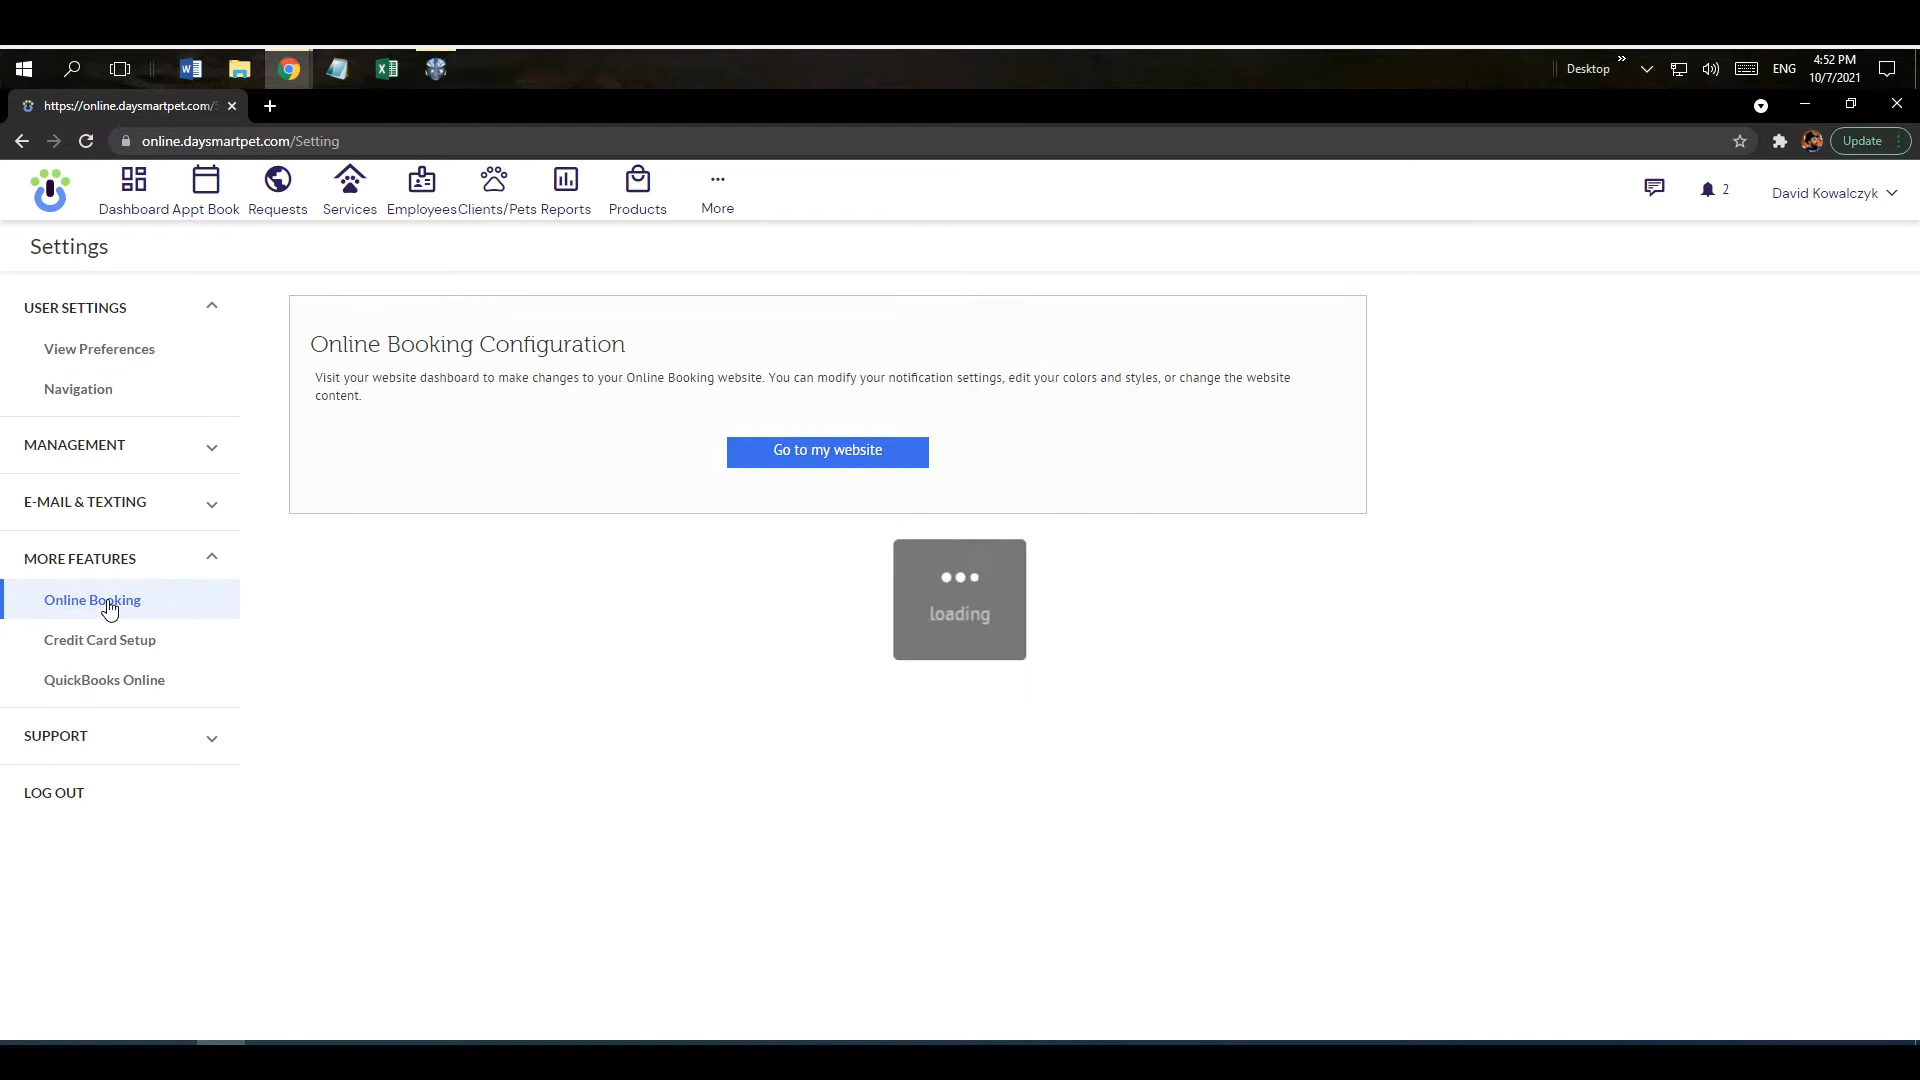 Desktop
ENG
4:52 PM
10/7/2021
https://online.daysmartpet.com/
online.daysmartpet.com/Setting
Update
Dashboard Appt Book Requests Services Employees Clients/Pets Reports Products More
2
David Kowalczyk
Settings
USER SETTINGS
View Preferences
Navigation
MANAGEMENT
E-MAIL & TEXTING
MORE FEATURES
Online Booking
Credit Card Setup
QuickBooks Online
SUPPORT
LOG OUT
Online Booking Configuration
Visit your website dashboard to make changes to your Online Booking website. You can modify your notification settings, edit your colors and styles, or change the website
content.
Go to my website
loading